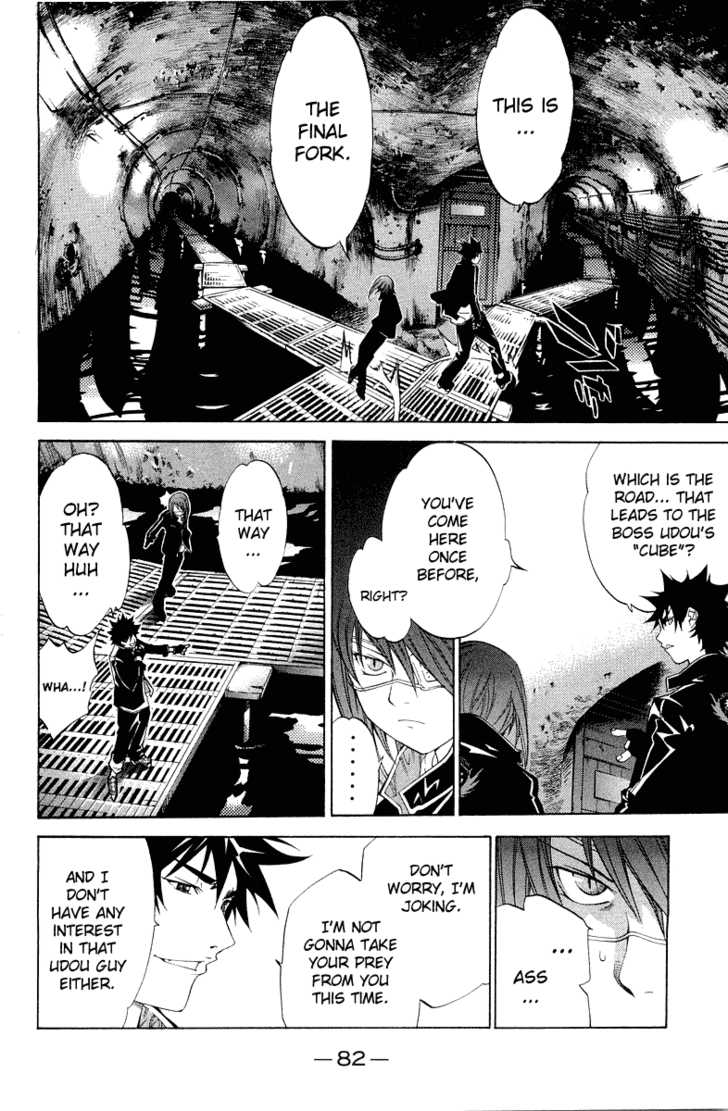 THIS IS
...
THE
FINAL
FORK.
WHICH IS THE
ROAD... THAT
LEADS TO THE
BOSS UDOU'S
"CUBE"?
YOU'VE
COME
HERE
ONCE
BEFORE,
RIGHT?
......
THAT
WAY
...
OH?
THAT
WAY
HUH
...
WHA...!
...
ASS
...
DON'T
WORRY, I'M
JOKING.
I'M NOT
GONNA TAKE
YOUR PREY
FROM YOU
THIS TIME.
AND I
DON'T
HAVE ANY
INTEREST
IN THAT
UDOU GUY
EITHER.
—82—